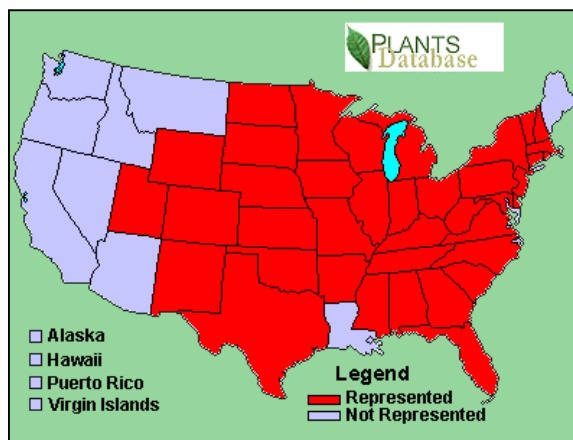 PLANTS
Database
Alaska
Hawaii
Puerto Rico
Virgin Islands
Legend
Represented
Not Represented